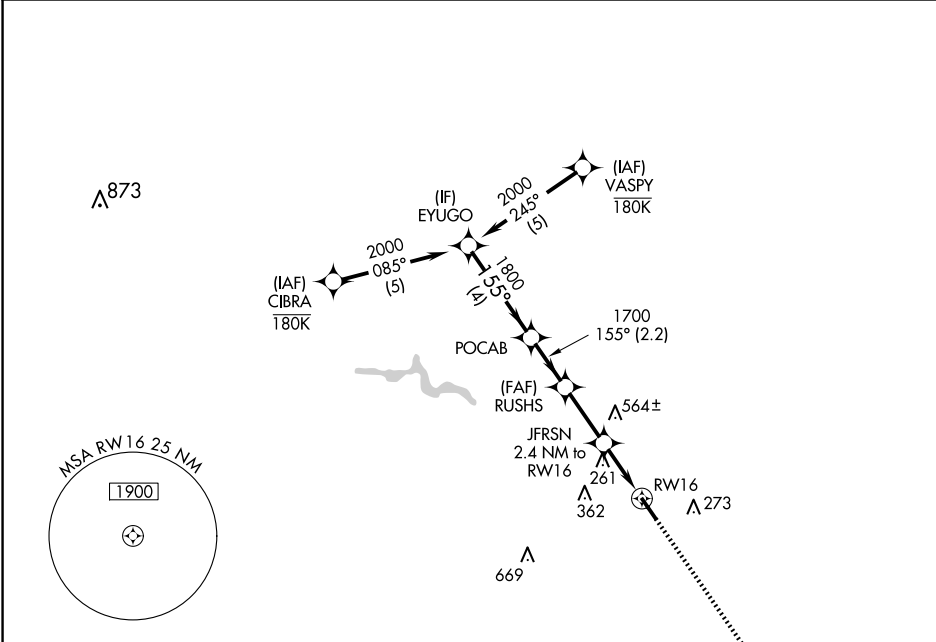 873
(IAF)
VASPY
180K
2000
245°
(5)
(IF)
EYUGO
2000
085°
(5)
(IAF)
CIBRA
180K
1800
155°
(4)
1700
155° (2.2)
POCAB
(FAF)
RUSHS
564±
JFRSN
2.4 NM to
RW16
261
362
RW16
273
669
MSA RW16 25 NM
1900